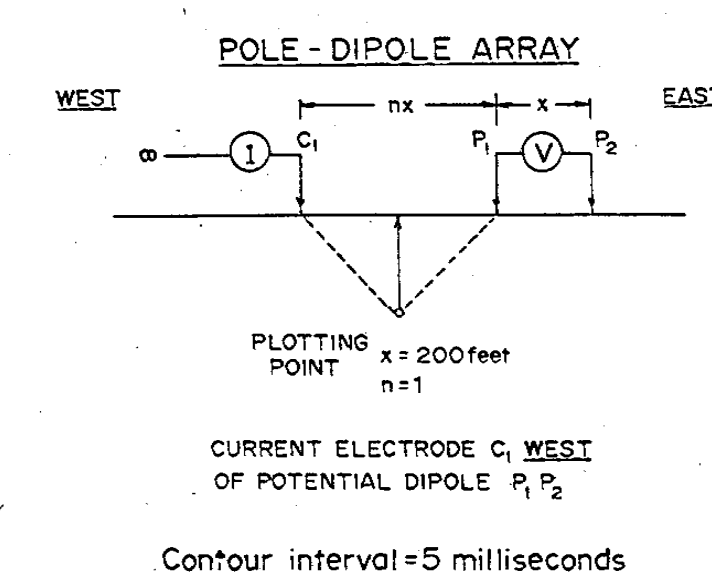 POLE - DIPOLE ARRAY
WEST nx x EAST
∞ I C₁ P₁ V P₂
PLOTTING
POINT
x = 200 feet
n = 1
CURRENT ELECTRODE C₁ WEST
OF POTENTIAL DIPOLE P₁ P₂
Contour interval = 5 milliseconds